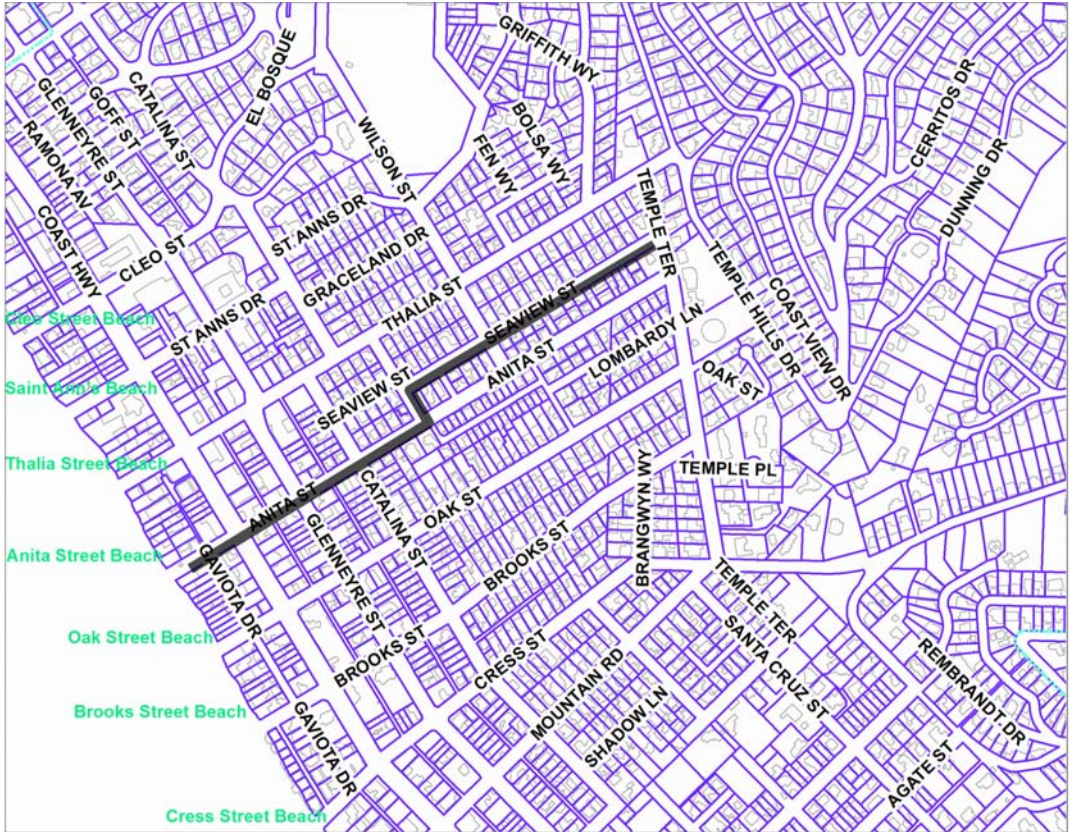 GRIFFITH WY
EL BOSQUE
CATALINA ST
GOFF ST
GLENNEYRE ST
RAMONA AV
CERRITOS DR
BOLSA WY
WILSON ST
FEN WY
DUNNING DR
TEMPLE TER
ST ANNS DR
COAST HWY
CLEO ST
GRACELAND DR
TEMPLE HILLS DR
COAST VIEW DR
THALIA ST
SEAVIEW ST
Cleo Street Beach
ST ANNS DR
LOMBARDY LN
ANITA ST
OAK ST
Saint Ann's Beach
SEAVIEW ST
Thalia Street Beach
TEMPLE PL
CATALINA ST
OAK ST
ANITA ST
BRANGWYN WY
BROOKS ST
GLENNEYRE ST
Anita Street Beach
GAVIOTA DR
TEMPLE TER
Oak Street Beach
BROOKS ST
CRESS ST
SANTA CRUZ ST
REMBRANDT DR
MOUNTAIN RD
SHADOW LN
Brooks Street Beach
GAVIOTA DR
AGATE ST
Cress Street Beach